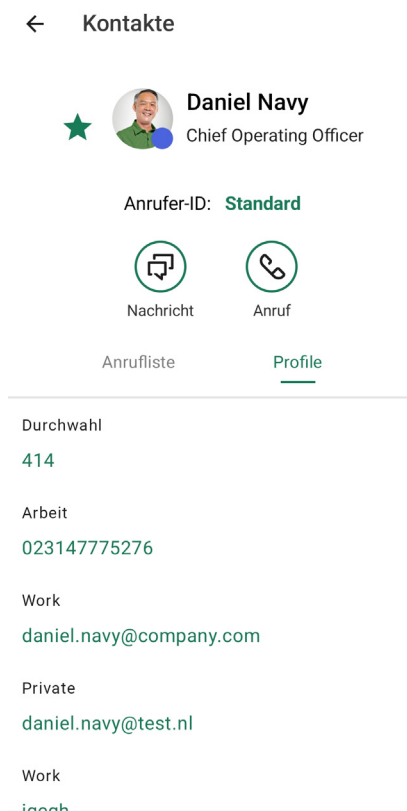 Kontakte
Daniel Navy
Chief Operating Officer
Anrufer-ID: Standard
Nachricht Anruf
Anrufliste Profile
Durchwahl
414
Arbeit
023147775276
Work
daniel.navy@company.com
Private
daniel.navy@test.nl
Work